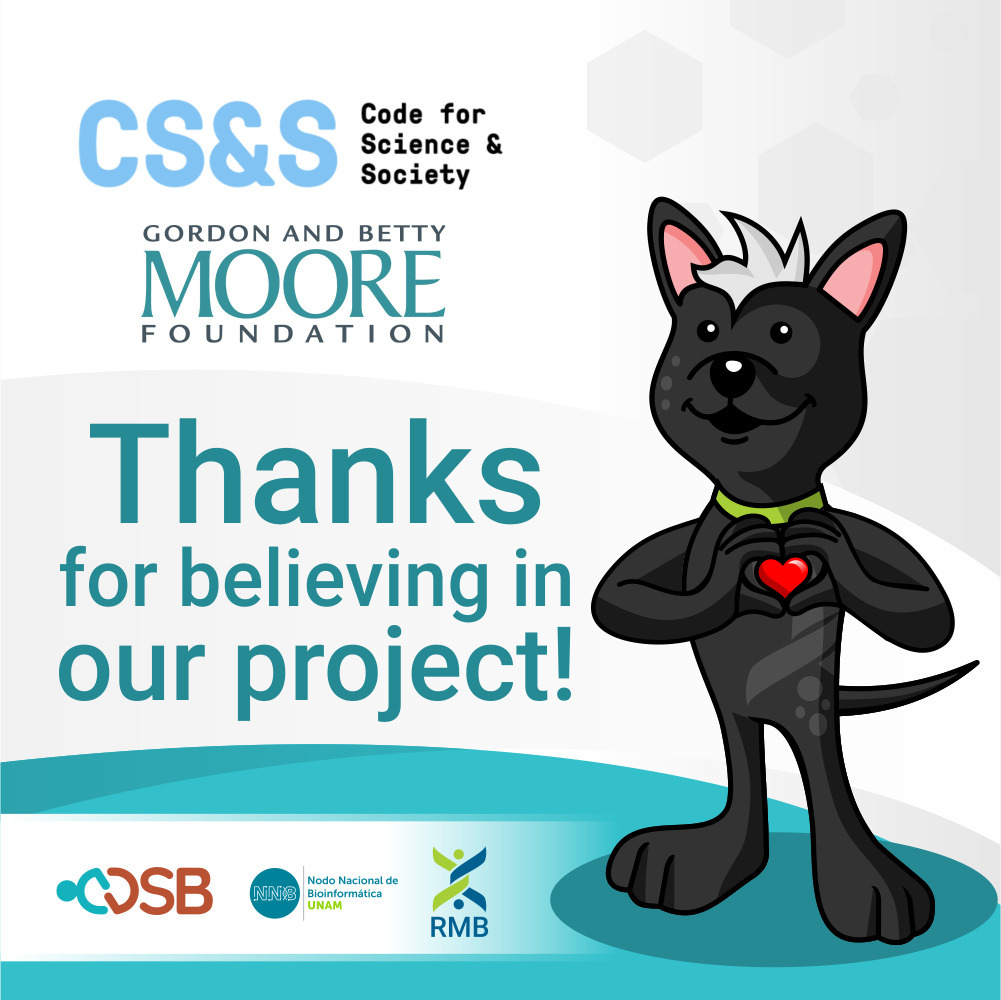 CS&S
Code for
Science &
Society
GORDON AND BETTY
MOORE
FOUNDATION
Thanks
for believing in
our project!
CDSB
NNB
Nodo Nacional de
Bioinformática
UNAM
RMB